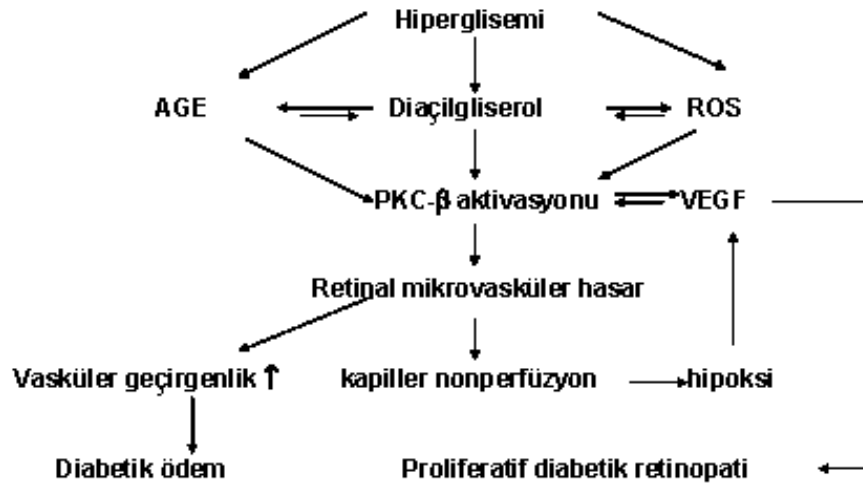 Hiperglisemi
AGE Diaçilgliserol ROS
PKC-β aktivasyonu VEGF
Retinal mikrovasküler hasar
Vasküler geçirgenlik ↑ kapiller nonperfüzyon hipoksi
Diabetik ödem Proliferatif diabetik retinopati